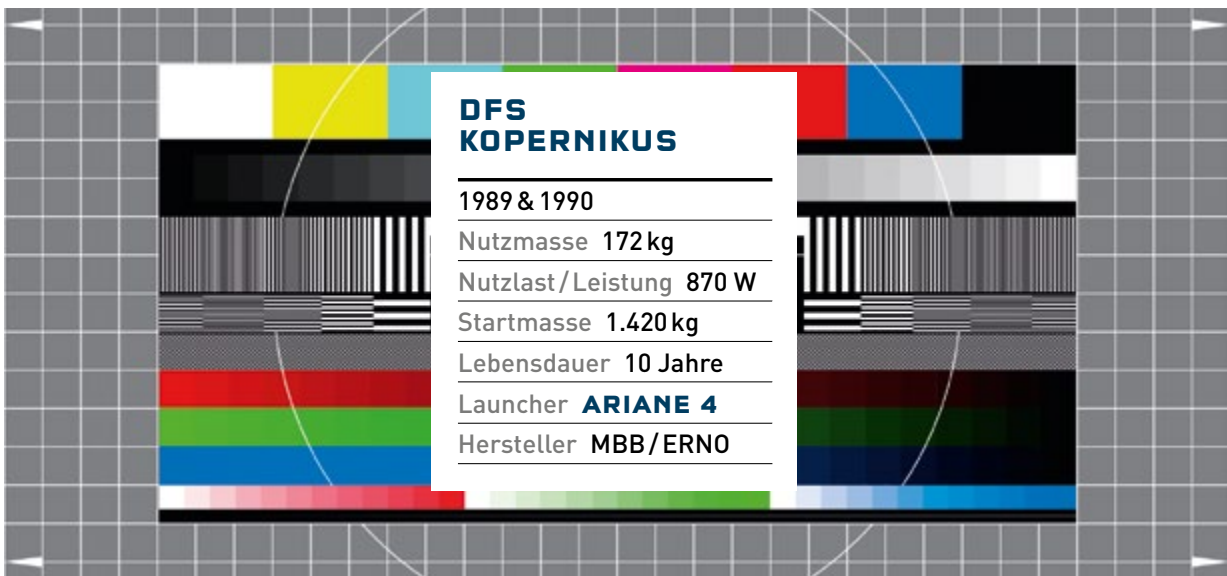 DFS
KOPERNIKUS
1989 & 1990
Nutzmasse 172 kg
Nutzlast / Leistung 870 W
Startmasse 1.420 kg
Lebensdauer 10 Jahre
Launcher ARIANE 4
Hersteller MBB / ERNO